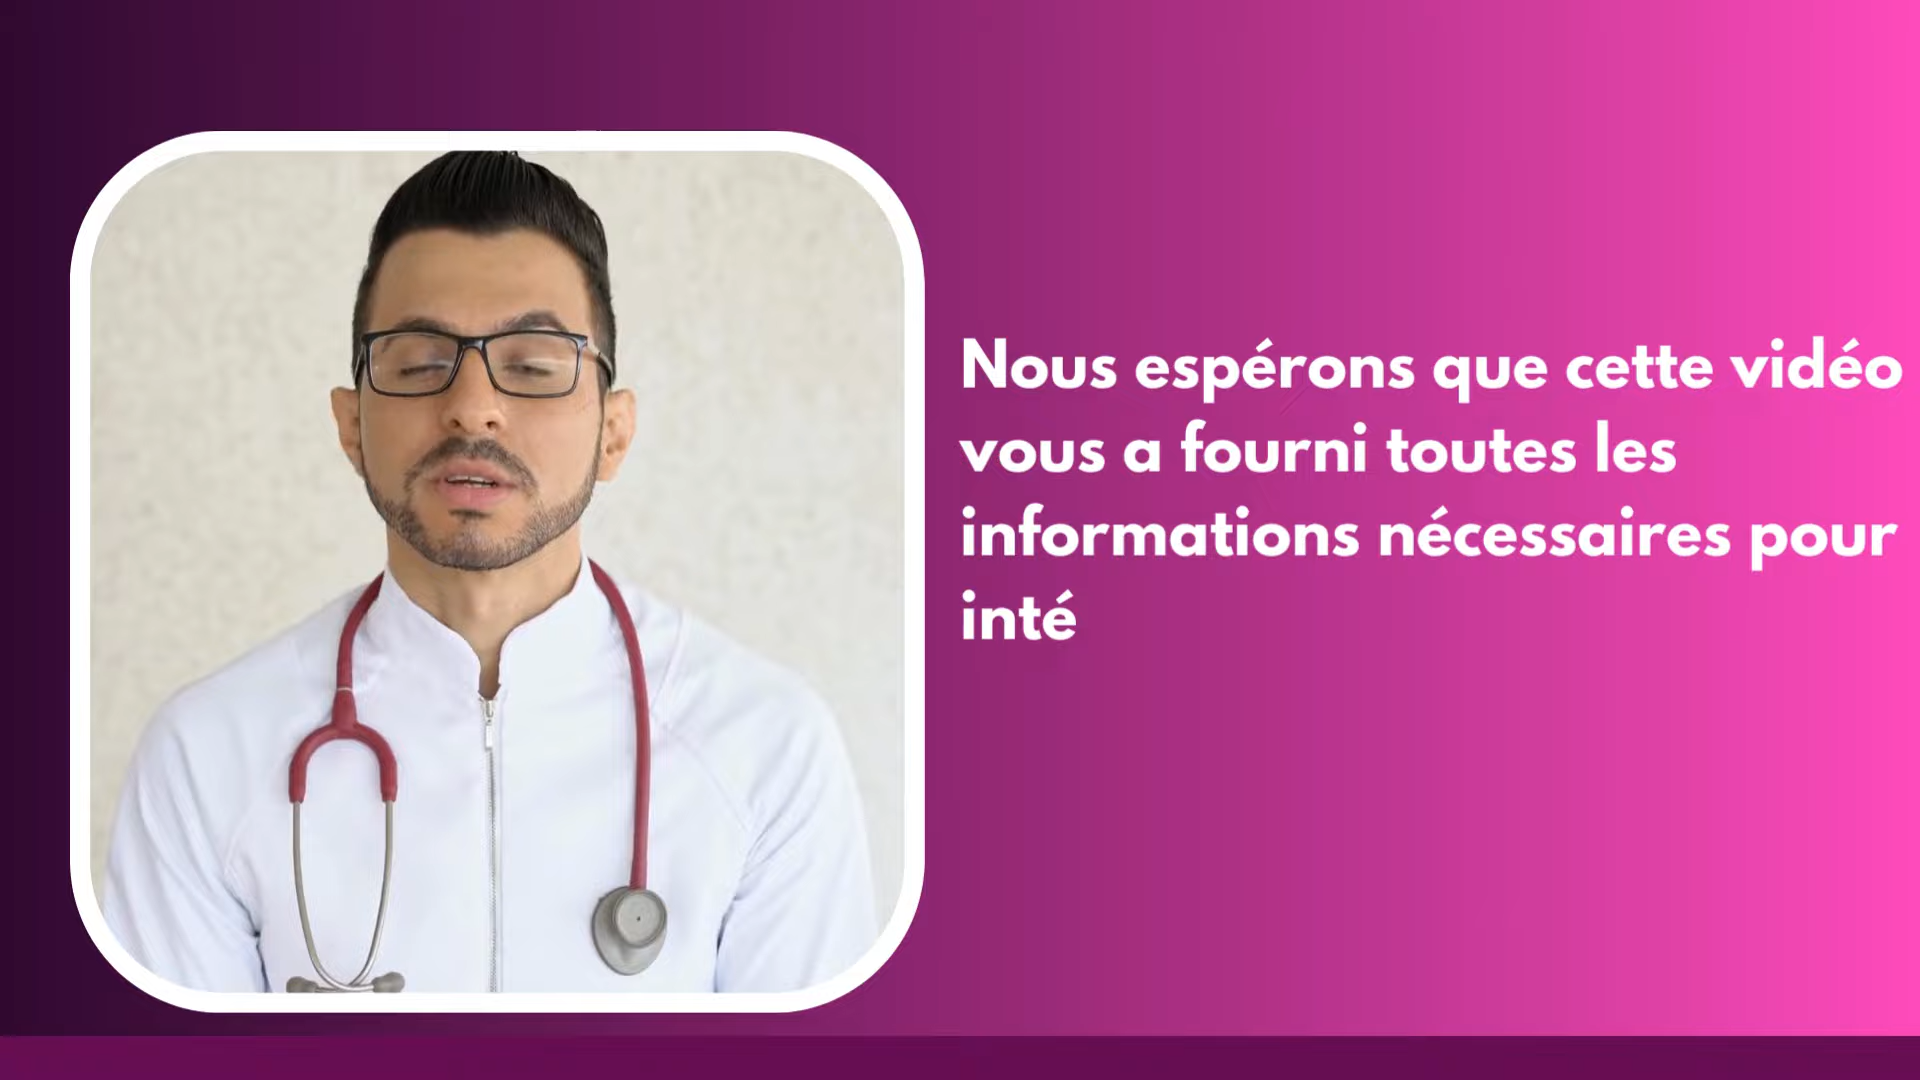 Nous espérons que cette vidéo
vous a fourni toutes les
informations nécessaires pour
inté